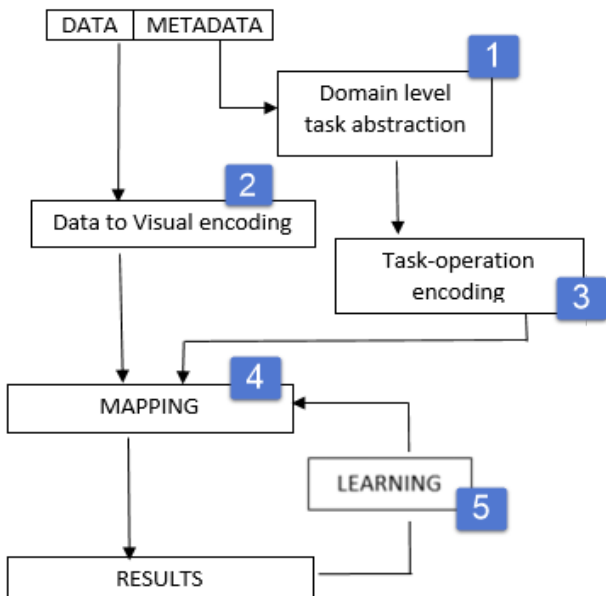 DATA METADATA
1
Domain level
task abstraction
2
Data to Visual encoding
Task-operation
encoding
3
4
MAPPING
LEARNING
5
RESULTS